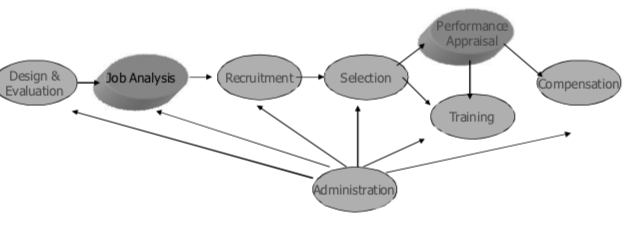 Performance
Appraisal
Design &
Evaluation
Job Analysis
Recruitment
Selection
Compensation
Training
Administration